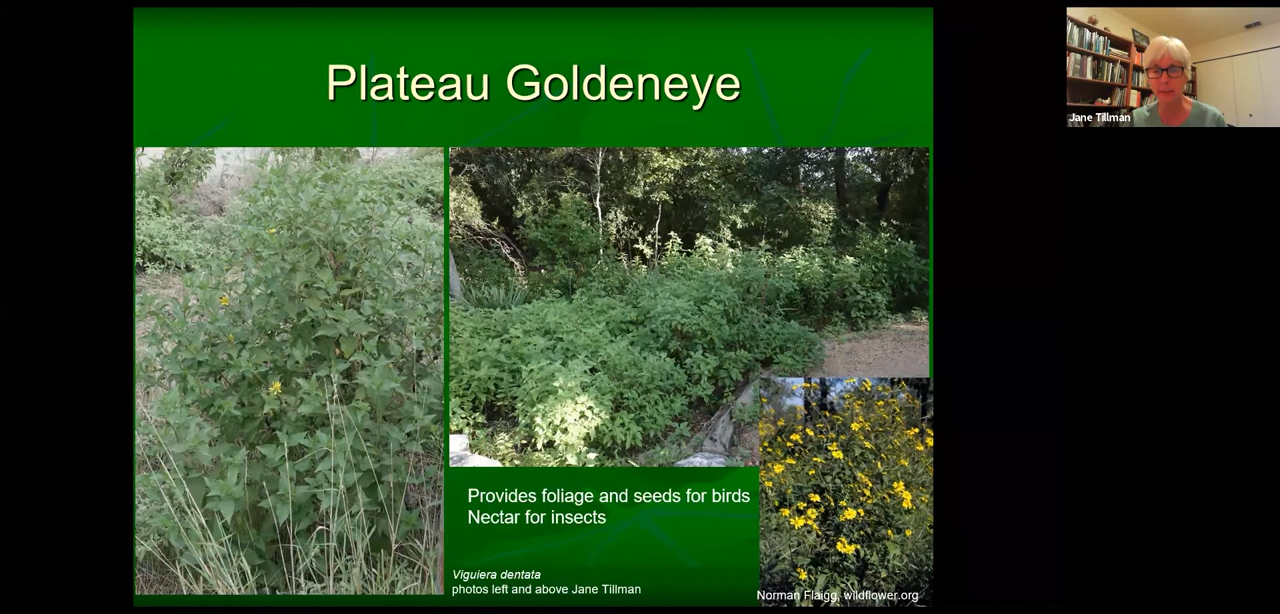 Plateau Goldeneye
Jane Tillman
Provides foliage and seeds for birds
Nectar for insects
Viguiera dentata
photos left and above Jane Tillman
Norman Flaigg, wildflower.org